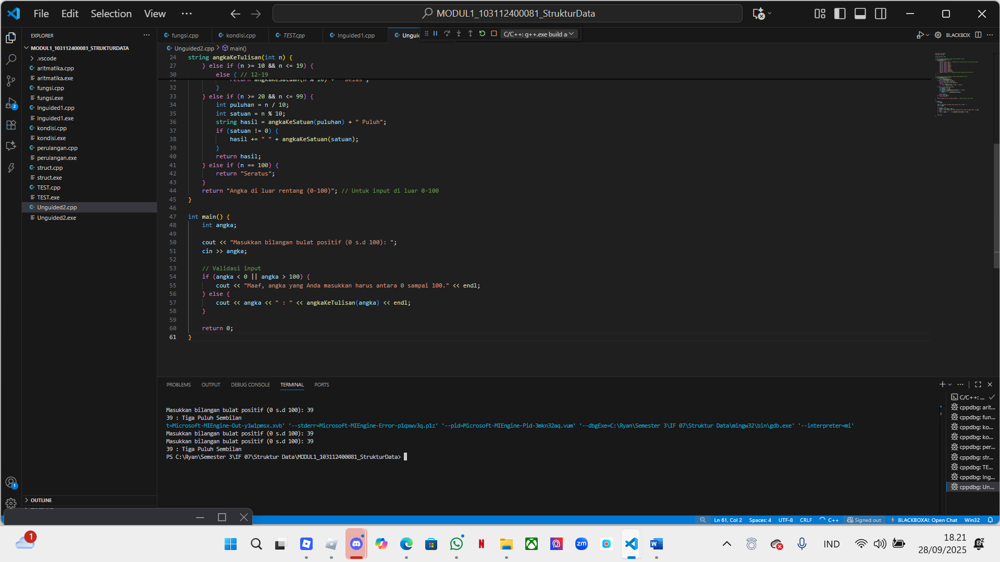 File Edit Selection View ··· MODUL1_103112400081_StrukturData
EXPLORER ···
MODUL1_103112400081_STRUKTURDATA
.vscode
aritmatika.cpp
aritmatika.exe
fungsi.cpp
fungsi.exe
Inguided1.cpp
Inguided1.exe
kondisi.cpp
kondisi.exe
perulangan.cpp
perulangan.exe
struct.cpp
struct.exe
TEST.cpp
TEST.exe
Unguided2.cpp
Unguided2.exe
OUTLINE
2
1
fungsi.cpp kondisi.cpp TEST.cpp Inguided1.cpp Ungui C/C++: g++.exe build a BLACKBOX ···
Unguided2.cpp > main()
24 string angkaKeTulisan(int n) {
27 } else if (n >= 10 && n <= 19) {
30 else { // 12-19
31 return angkaKeSatuan(n % 10) + " Belas";
32 }
33 } else if (n >= 20 && n <= 99) {
34 int puluhan = n / 10;
35 int satuan = n % 10;
36 string hasil = angkaKeSatuan(puluhan) + " Puluh";
37 if (satuan != 0) {
38 hasil += " " + angkaKeSatuan(satuan);
39 }
40 return hasil;
41 } else if (n == 100) {
42 return "Seratus";
43 }
44 return "Angka di luar rentang (0-100)"; // Untuk input di luar 0-100
45 }
46
47 int main() {
48 int angka;
49
50 cout << "Masukkan bilangan bulat positif (0 s.d 100): ";
51 cin >> angka;
52
53 // Validasi input
54 if (angka < 0 || angka > 100) {
55 cout << "Maaf, angka yang Anda masukkan harus antara 0 sampai 100." << endl;
56 } else {
57 cout << angka << " : " << angkaKeTulisan(angka) << endl;
58 }
59
60 return 0;
61 }
PROBLEMS OUTPUT DEBUG CONSOLE TERMINAL PORTS
Masukkan bilangan bulat positif (0 s.d 100): 39
39 : Tiga Puluh Sembilan
t=Microsoft-MIEngine-Out-y1w1pmsx.xvb' '--stderr=Microsoft-MIEngine-Error-p1qxwv3q.p1z' '--pid=Microsoft-MIEngine-Pid-3mkn32aq.vum' '--dbgExe=C:\Ryan\Semester 3\IF 07\Struktur Data\mingw32\bin\gdb.exe' '--interpreter=mi'
Masukkan bilangan bulat positif (0 s.d 100): 39
Masukkan bilangan bulat positif (0 s.d 100): 39
39 : Tiga Puluh Sembilan
PS C:\Ryan\Semester 3\IF 07\Struktur Data\MODUL1_103112400081_StrukturData>
C/C++: ...
cppdbg: arit...
cppdbg: fun...
cppdbg: ko...
cppdbg: ko...
cppdbg: per...
cppdbg: str...
cppdbg: TE...
cppdbg: Ing...
cppdbg: Un...
Ln 61, Col 2 Spaces: 4 UTF-8 CRLF C++ Signed out BLACKBOXAI: Open Chat Win32
1
N zm W
IND
18.21
28/09/2025